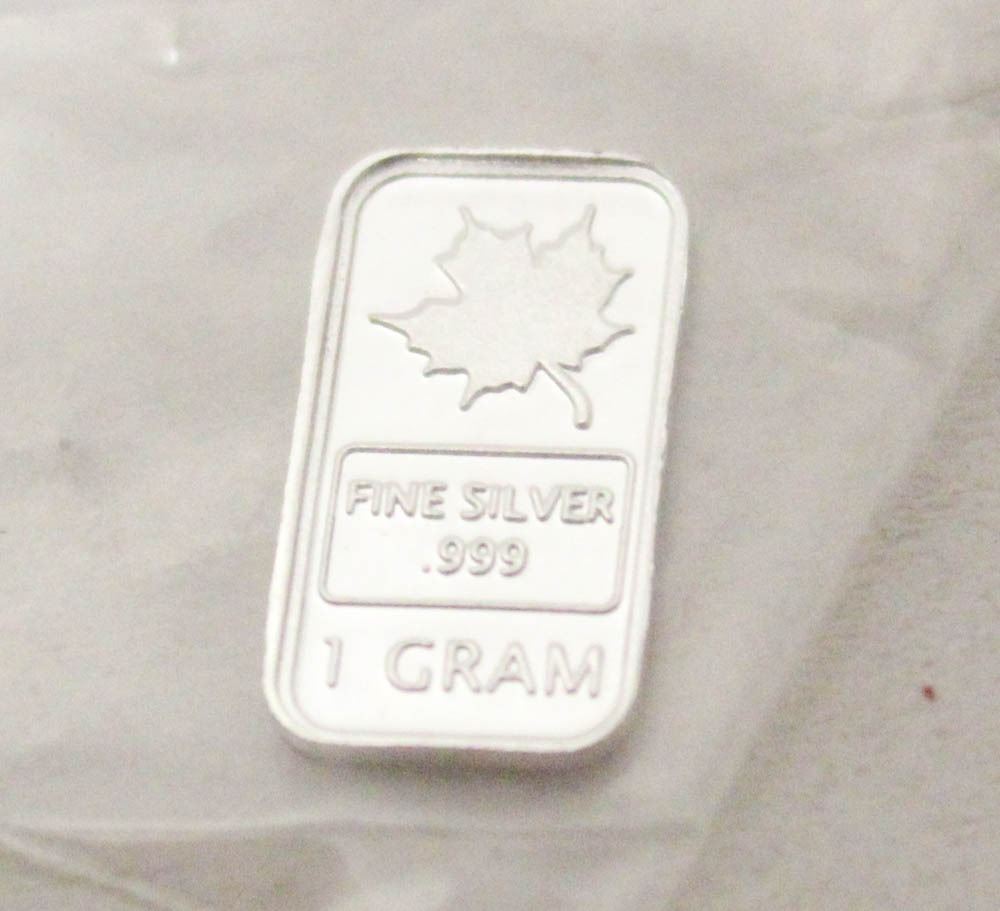 FINE SILVER
.999
1 GRAM